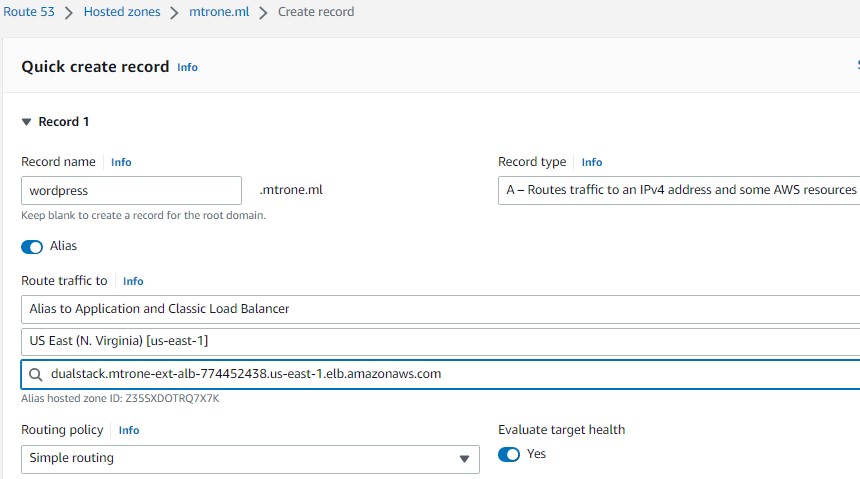 Route 53 > Hosted zones > mtrone.ml > Create record
Quick create record Info
Record 1
Record name Info
Record type Info
wordpress .mtrone.ml
A – Routes traffic to an IPv4 address and some AWS resources
Keep blank to create a record for the root domain.
Alias
Route traffic to Info
Alias to Application and Classic Load Balancer
US East (N. Virginia) [us-east-1]
dualstack.mtrone-ext-alb-774452438.us-east-1.elb.amazonaws.com
Alias hosted zone ID: Z35SXDOTRQ7X7K
Routing policy Info
Evaluate target health
Simple routing
Yes